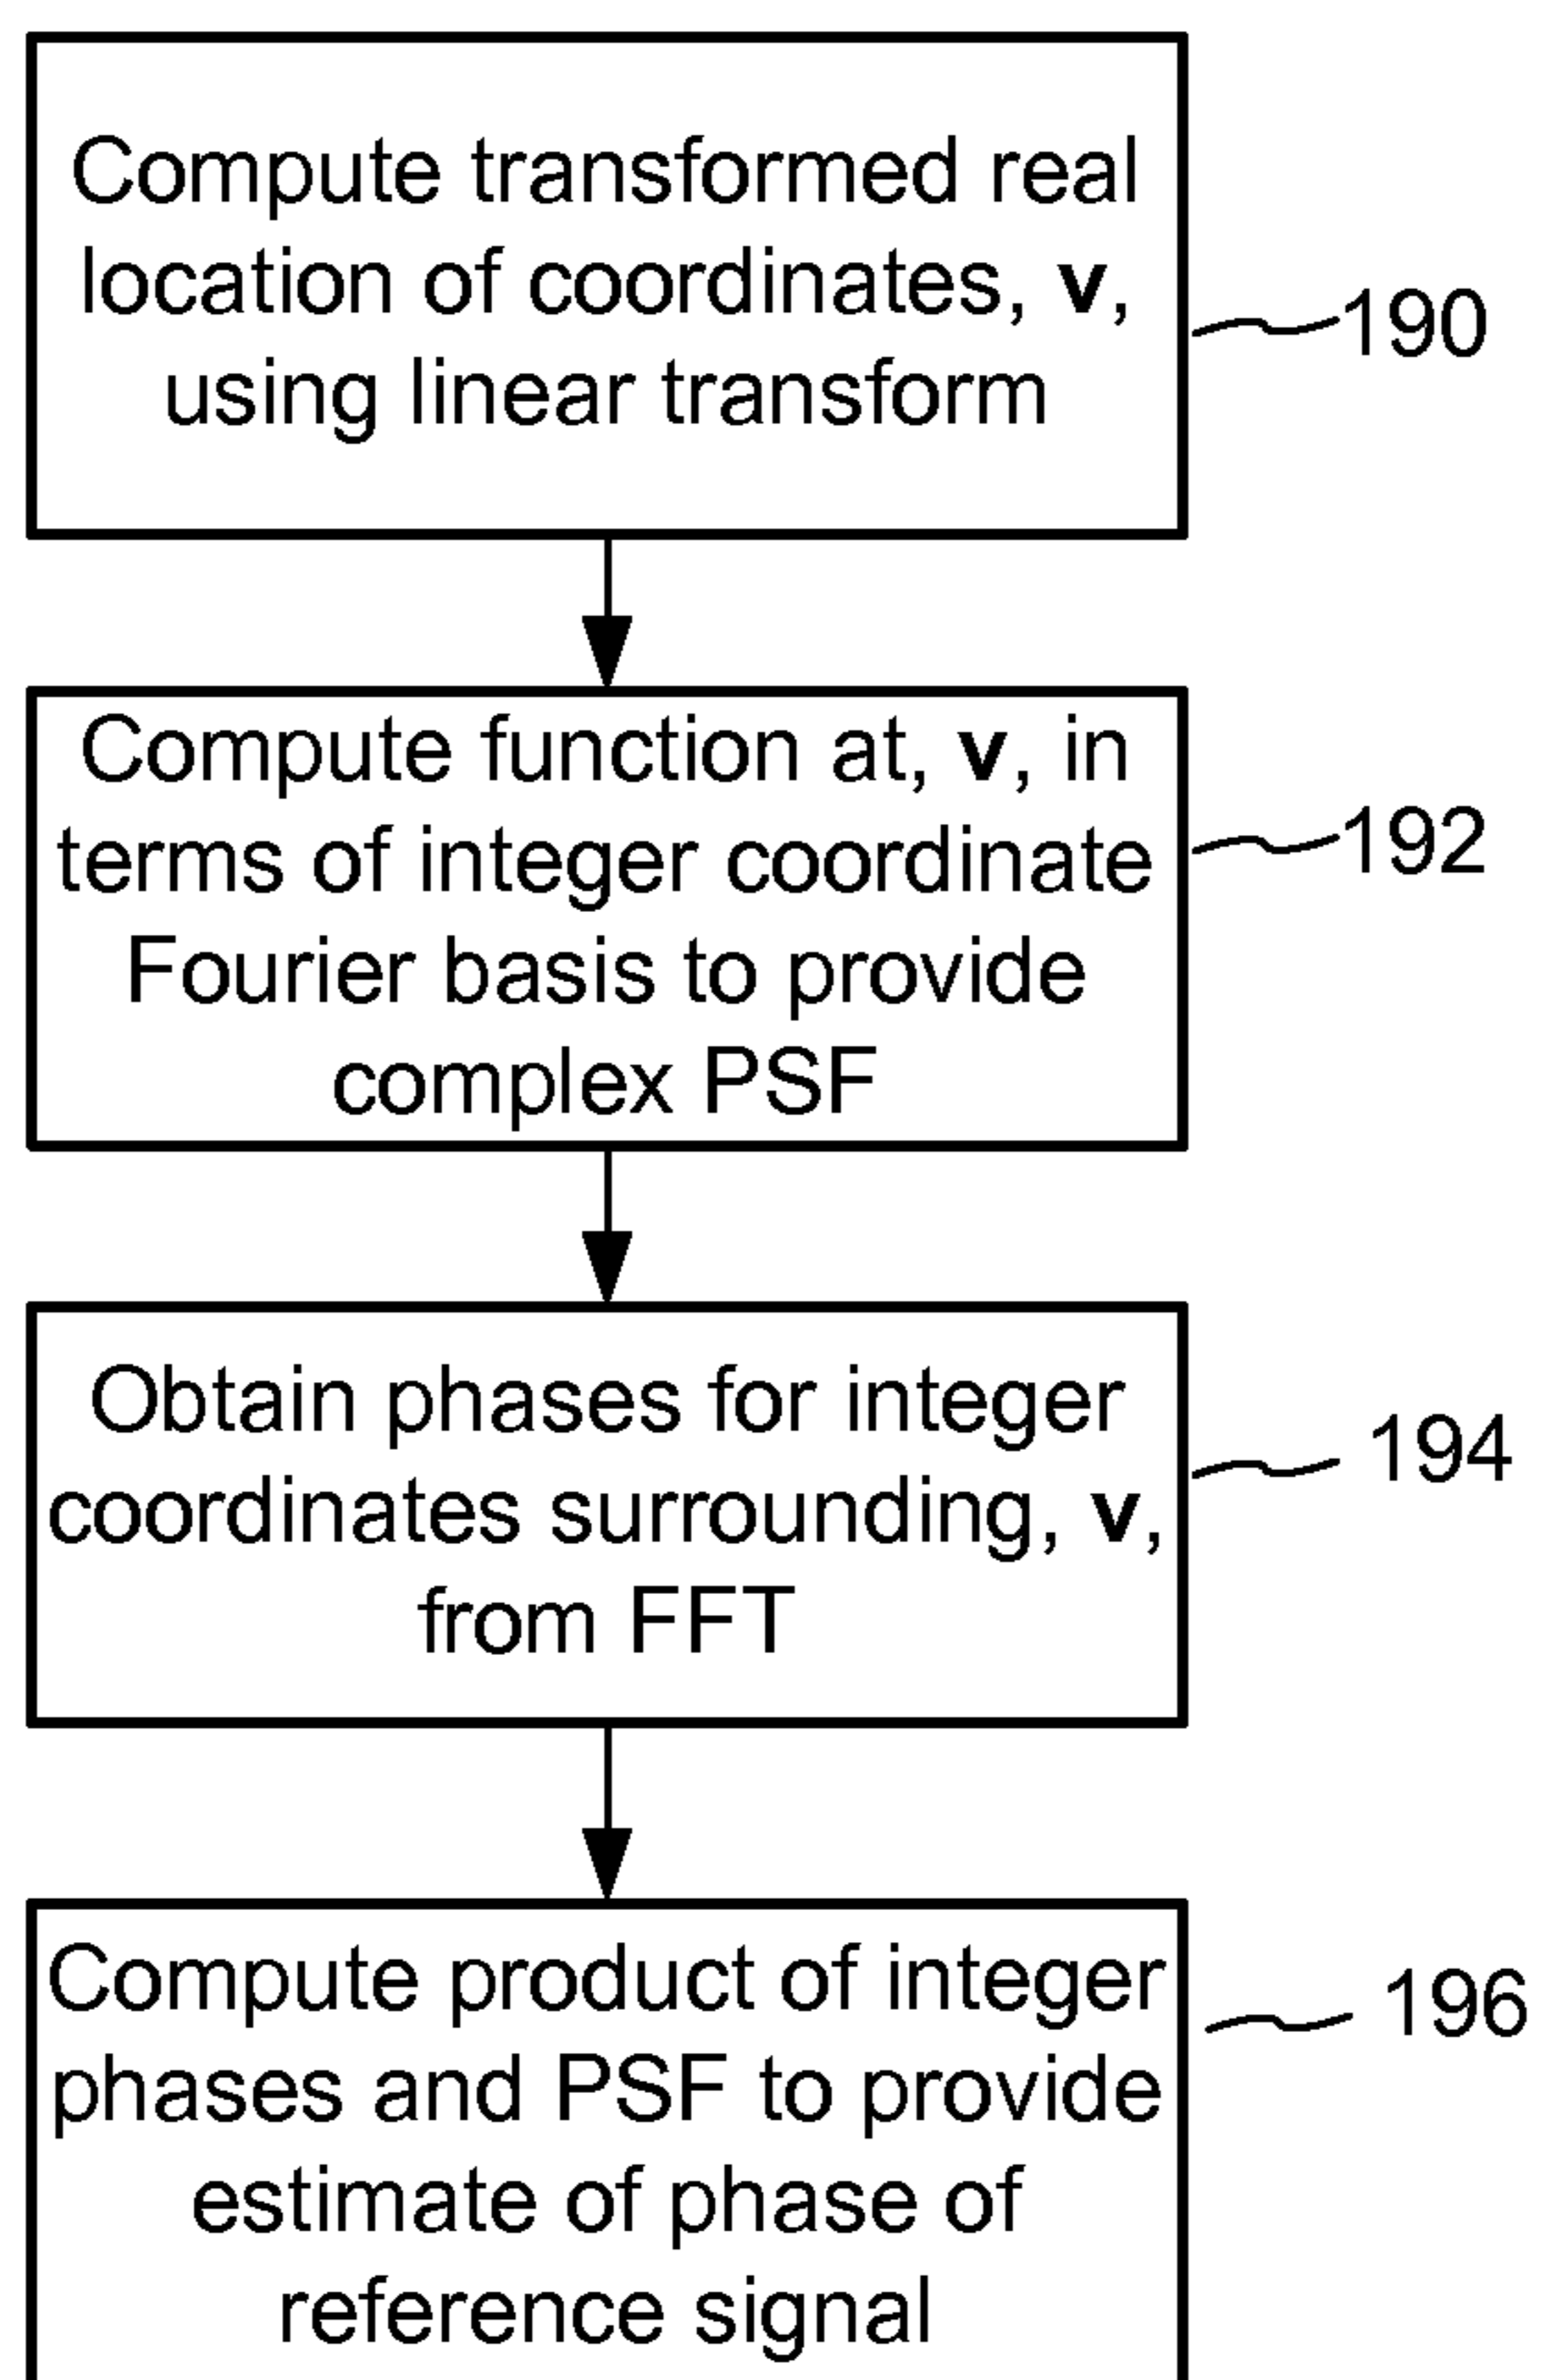 Compute transformed real
location of coordinates, v,
using linear transform
190
Compute function at, v, in
terms of integer coordinate
Fourier basis to provide
complex PSF
192
Obtain phases for integer
coordinates surrounding, v,
from FFT
194
Compute product of integer
phases and PSF to provide
estimate of phase of
reference signal
196